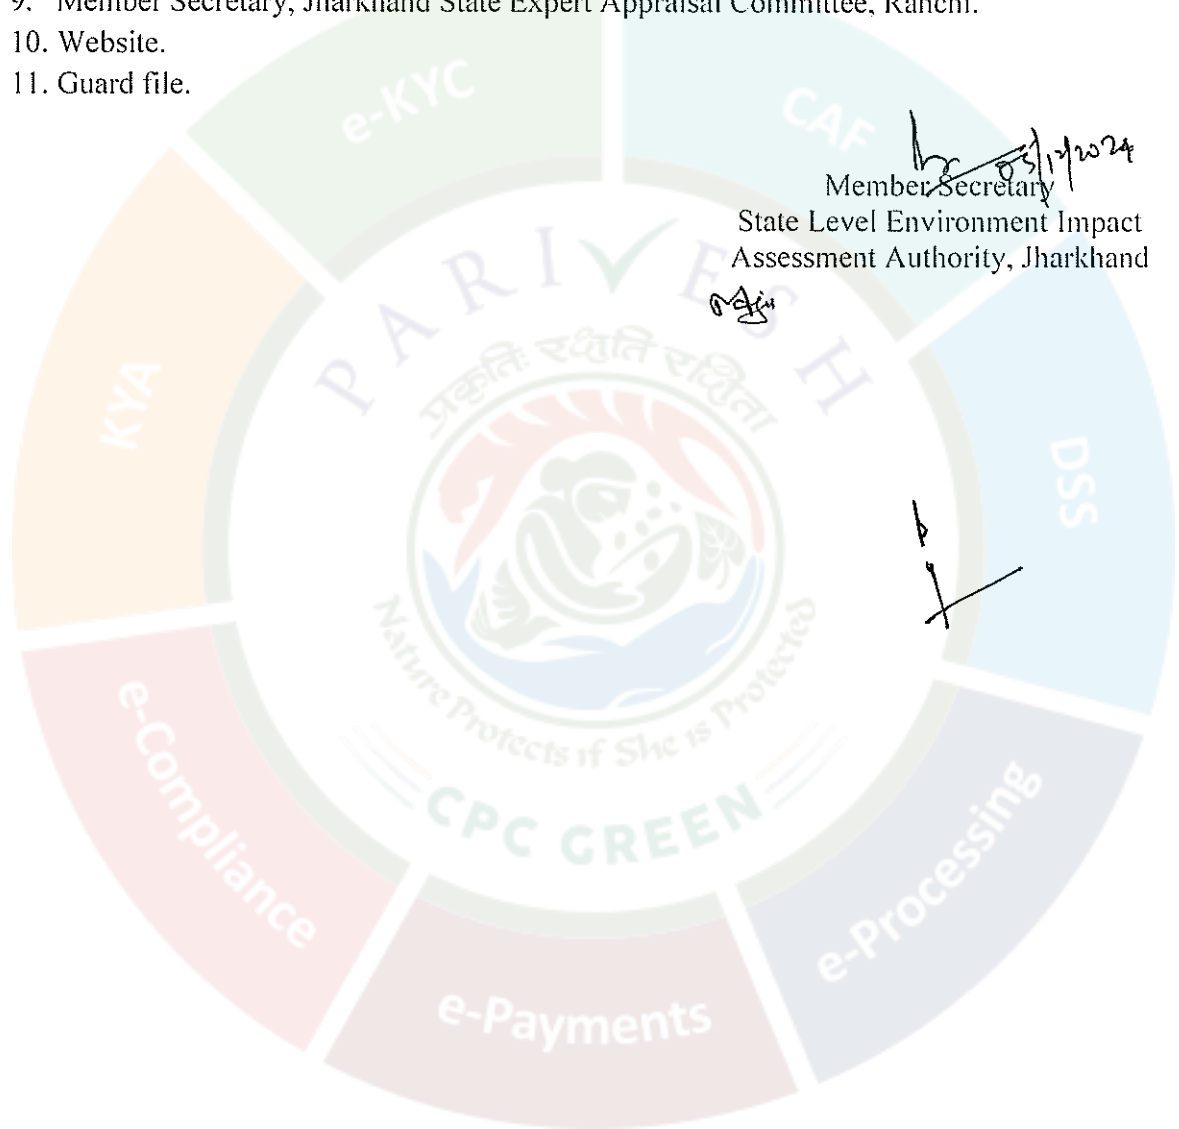 9. Member Secretary, Jharkhand State Expert Appraisal Committee, Ranchi.
10. Website.
11. Guard file.
03/12/2024
Member Secretary
State Level Environment Impact
Assessment Authority, Jharkhand
e-KYC
CAF
KYA
DSS
PARIVESH
प्रकृतिः रक्षति रक्षिता
Nature Protects if She is Protected
CPC GREEN
e-Compliance
e-Processing
e-Payments